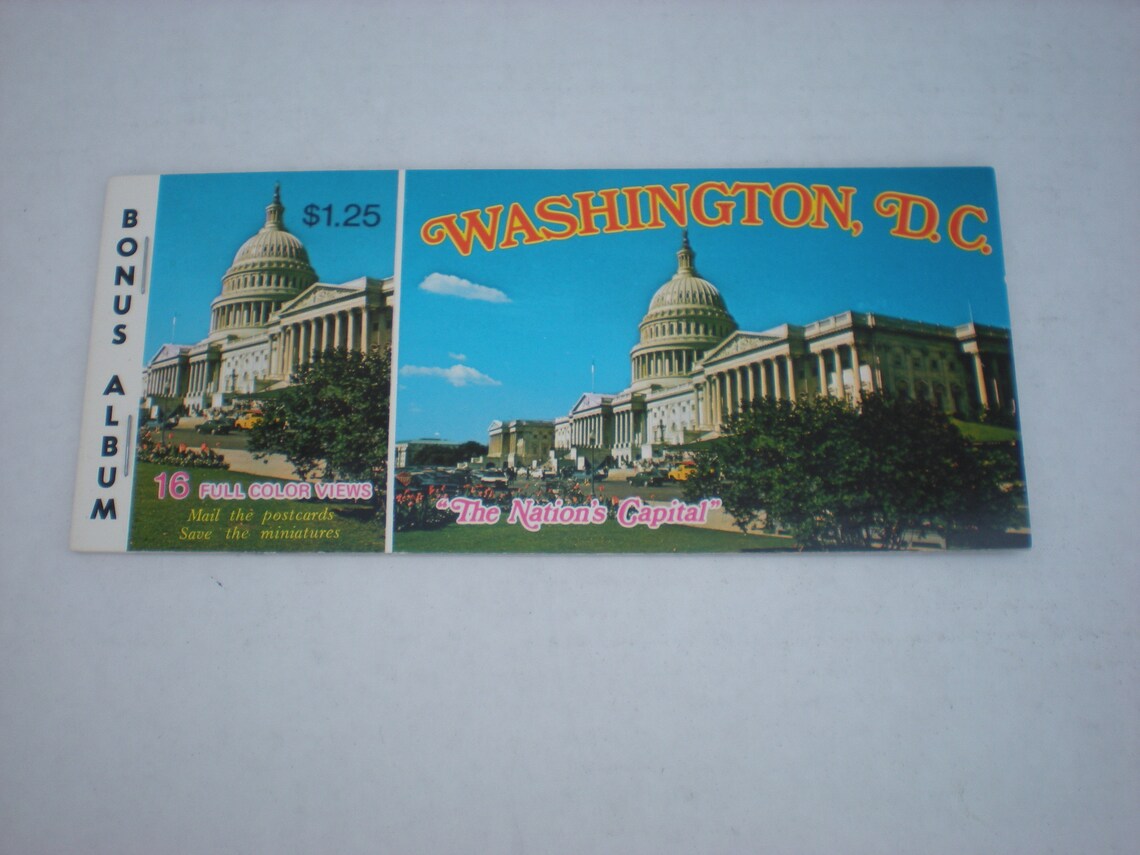 BONUS ALBUM
$1.25
16 FULL COLOR VIEWS
Mail the postcards
Save the miniatures
WASHINGTON, D.C.
"The Nation's Capital"